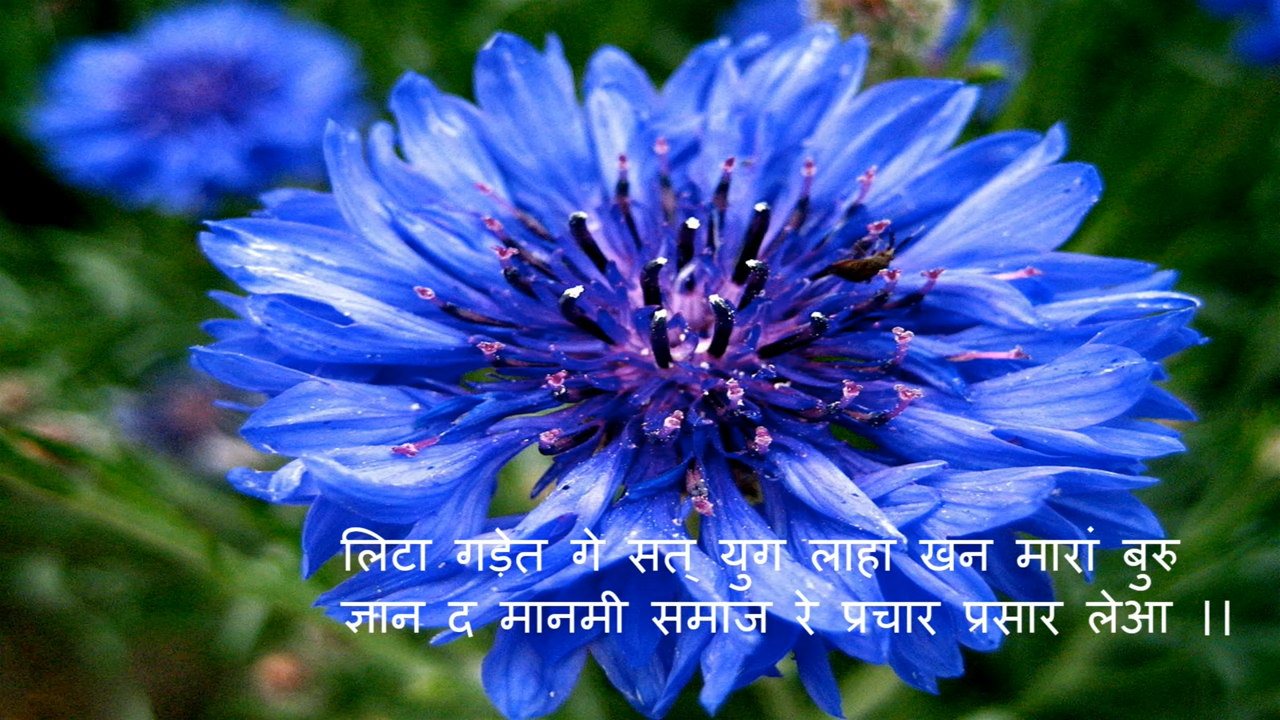 लिटा गड़ेत गे सत् युग लाहा खन मारां बुरु
ज्ञान द मानमी समाज रे प्रचार प्रसार लेआ ।।